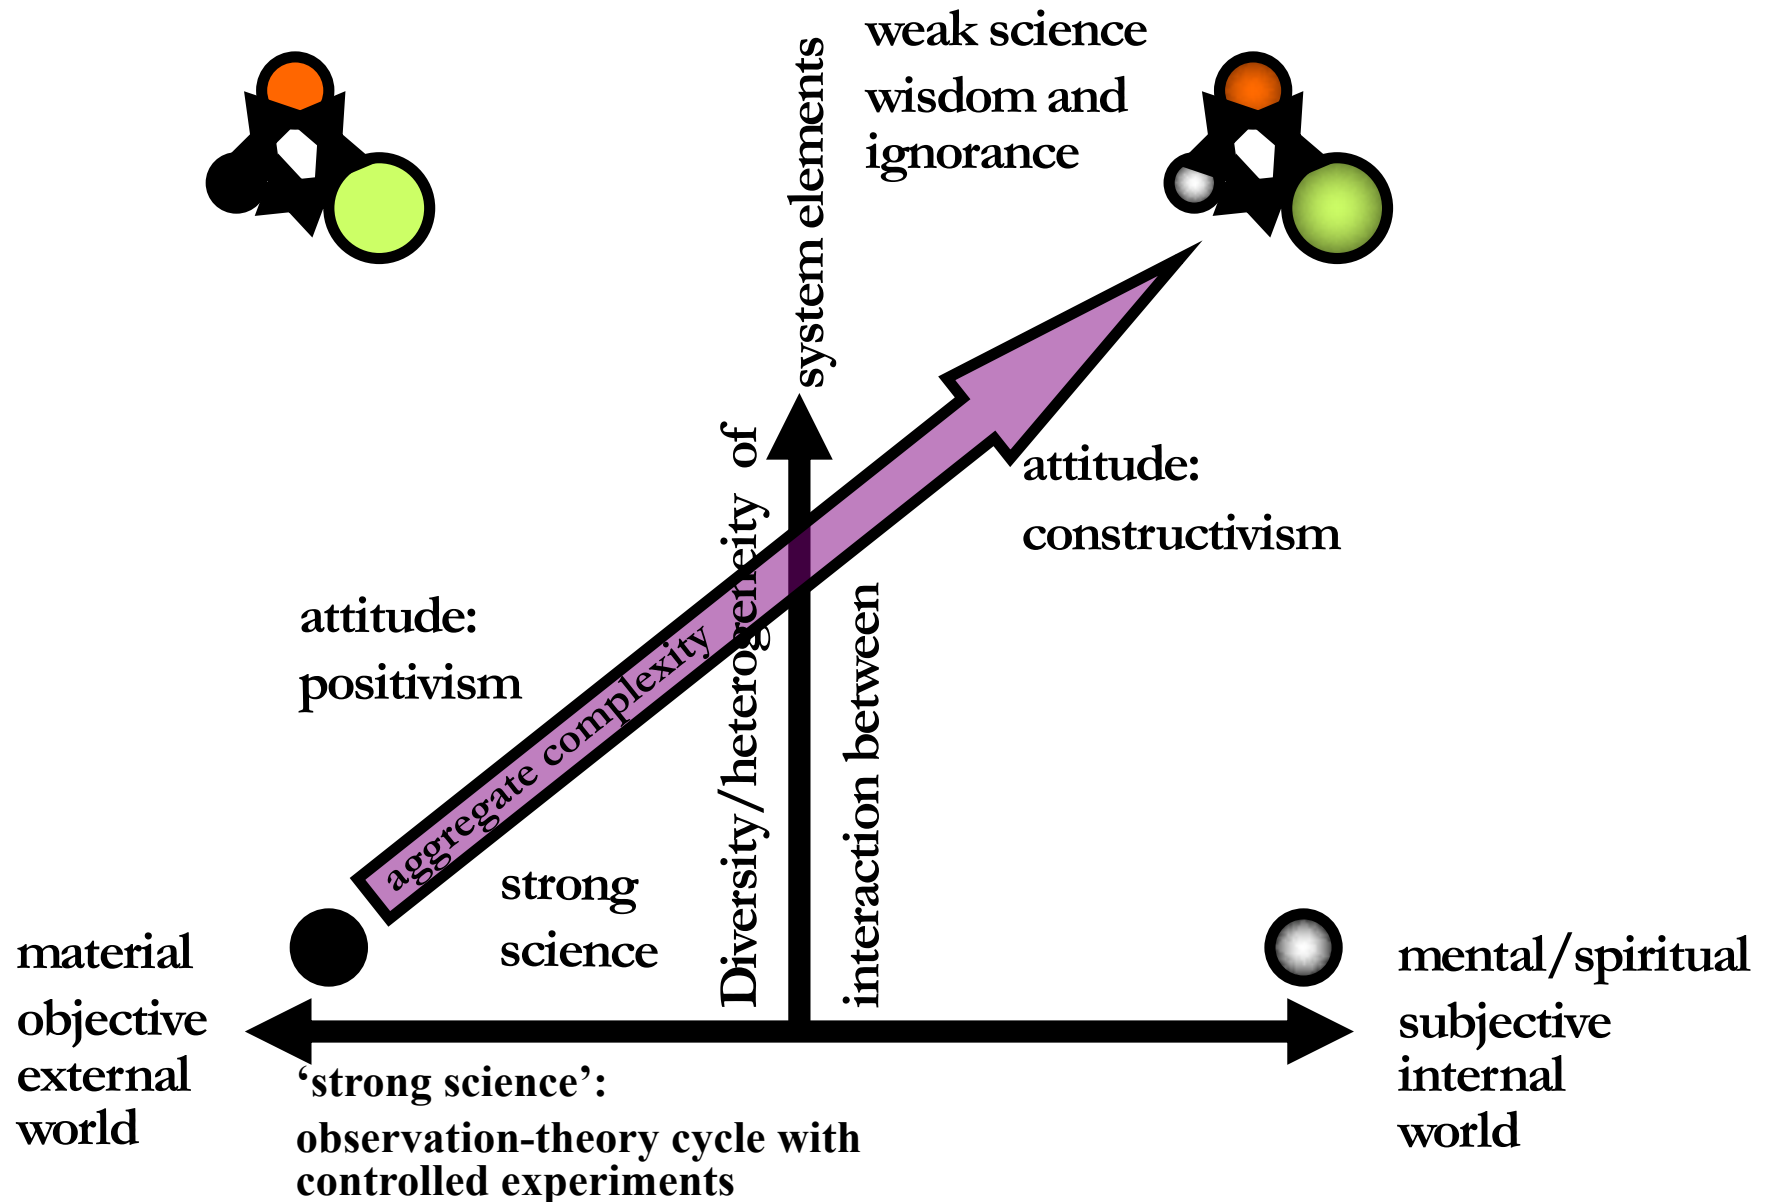 weak science
wisdom and
ignorance
system elements
Diversity/heterogeneity of
interaction between
attitude:
constructivism
attitude:
positivism
aggregate complexity
strong
science
material
objective
external
world
mental/spiritual
subjective
internal
world
‘strong science’:
observation-theory cycle with
controlled experiments